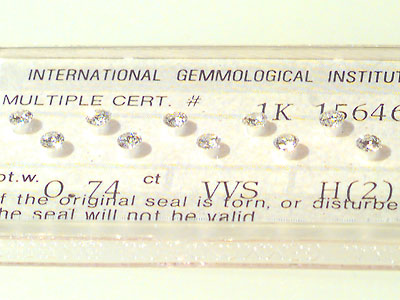 INTERNATIONAL GEMMOLOGICAL INSTITUT
MULTIPLE CERT. # 1K 15646
ot.w. 0.74 ct VVS H(2)
f the original seal is torn, or disturbe
he seal will not be valid